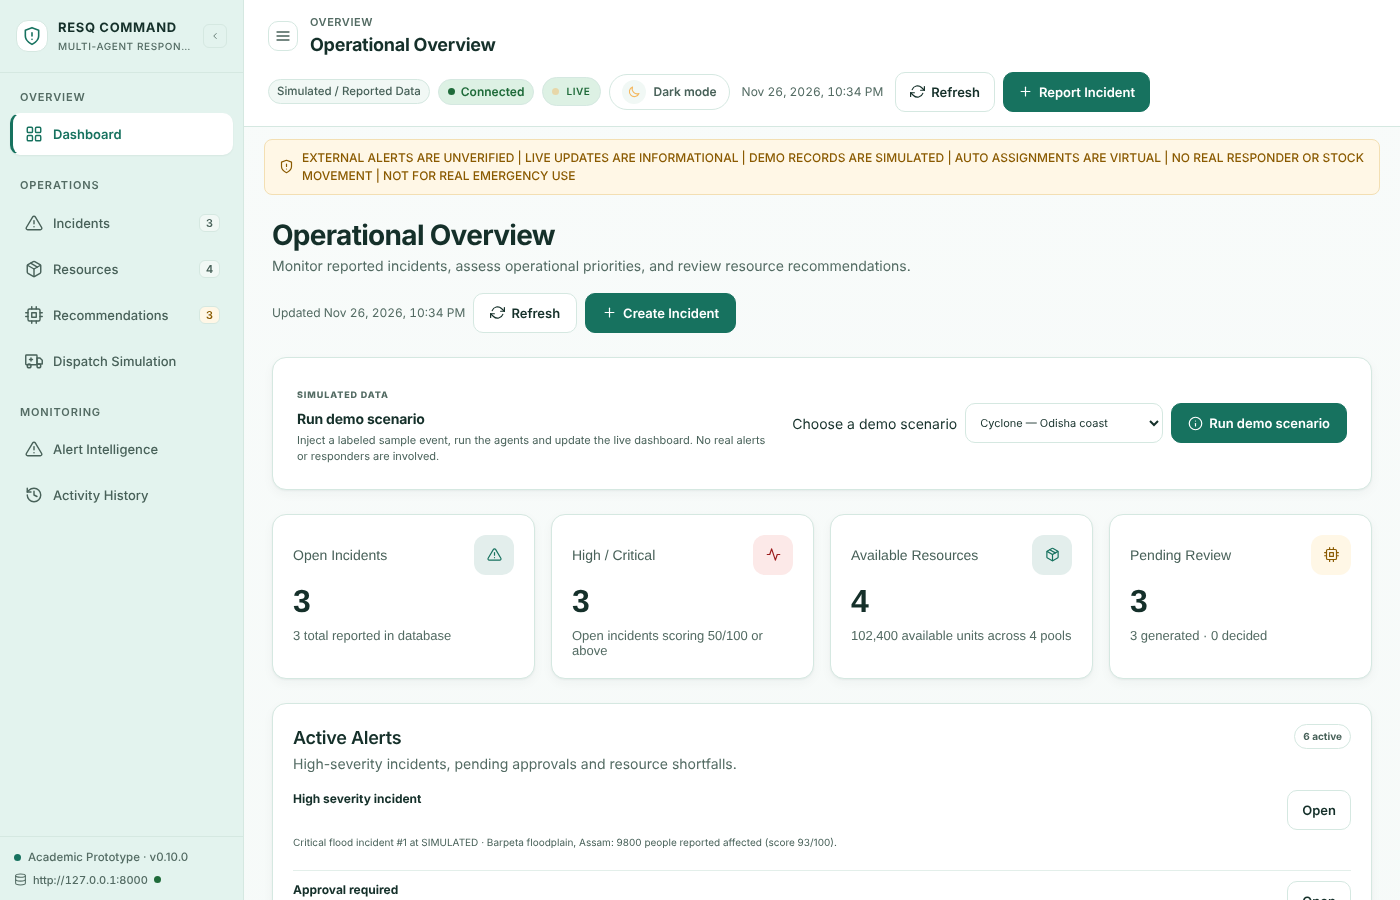 RESQ COMMAND
MULTI-AGENT RESPON...
OVERVIEW
Dashboard
OPERATIONS
Incidents 3
Resources 4
Recommendations 3
Dispatch Simulation
MONITORING
Alert Intelligence
Activity History
Academic Prototype · v0.10.0
http://127.0.0.1:8000
OVERVIEW
Operational Overview
Simulated / Reported Data Connected LIVE Dark mode Nov 26, 2026, 10:34 PM Refresh Report Incident
EXTERNAL ALERTS ARE UNVERIFIED | LIVE UPDATES ARE INFORMATIONAL | DEMO RECORDS ARE SIMULATED | AUTO ASSIGNMENTS ARE VIRTUAL | NO REAL RESPONDER OR STOCK
MOVEMENT | NOT FOR REAL EMERGENCY USE
Operational Overview
Monitor reported incidents, assess operational priorities, and review resource recommendations.
Updated Nov 26, 2026, 10:34 PM Refresh Create Incident
SIMULATED DATA
Run demo scenario
Inject a labeled sample event, run the agents and update the live dashboard. No real alerts
or responders are involved.
Choose a demo scenario Cyclone — Odisha coast Run demo scenario
Open Incidents
3
3 total reported in database
High / Critical
3
Open incidents scoring 50/100 or
above
Available Resources
4
102,400 available units across 4 pools
Pending Review
3
3 generated · 0 decided
Active Alerts
6 active
High-severity incidents, pending approvals and resource shortfalls.
High severity incident
Open
Critical flood incident #1 at SIMULATED · Barpeta floodplain, Assam: 9800 people reported affected (score 93/100).
Approval required
Open